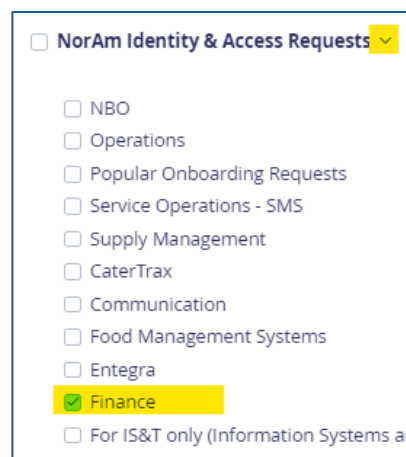 NorAm Identity & Access Requests
NBO
Operations
Popular Onboarding Requests
Service Operations - SMS
Supply Management
CaterTrax
Communication
Food Management Systems
Entegra
Finance
For IS&T only (Information Systems